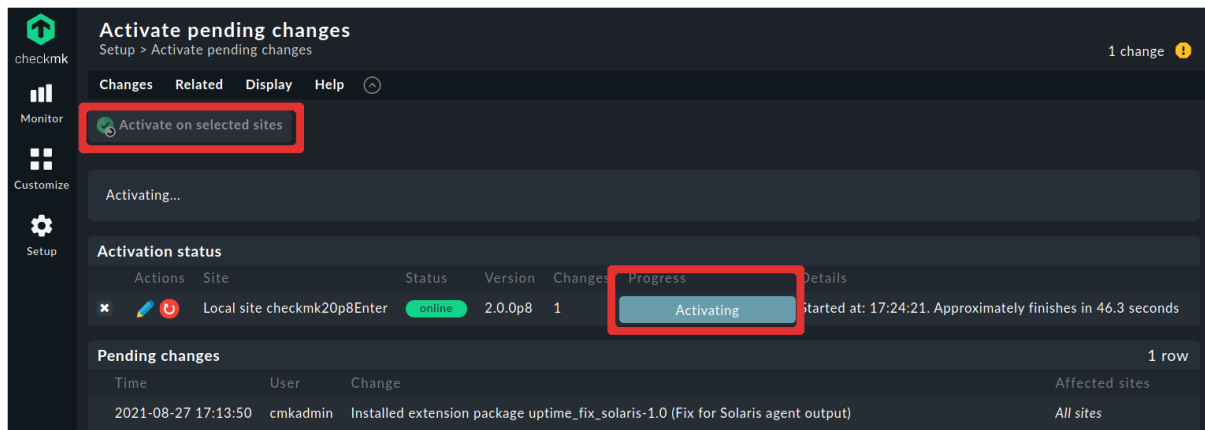 Activate pending changes
Setup > Activate pending changes
1 change
checkmk
Changes Related Display Help
Monitor
Activate on selected sites
Customize
Activating...
Setup
Activation status
Actions Site Status Version Changes Progress Details
Local site checkmk20p8Enter online 2.0.0p8 1 Activating Started at: 17:24:21. Approximately finishes in 46.3 seconds
Pending changes 1 row
Time User Change Affected sites
2021-08-27 17:13:50 cmkadmin Installed extension package uptime_fix_solaris-1.0 (Fix for Solaris agent output) All sites